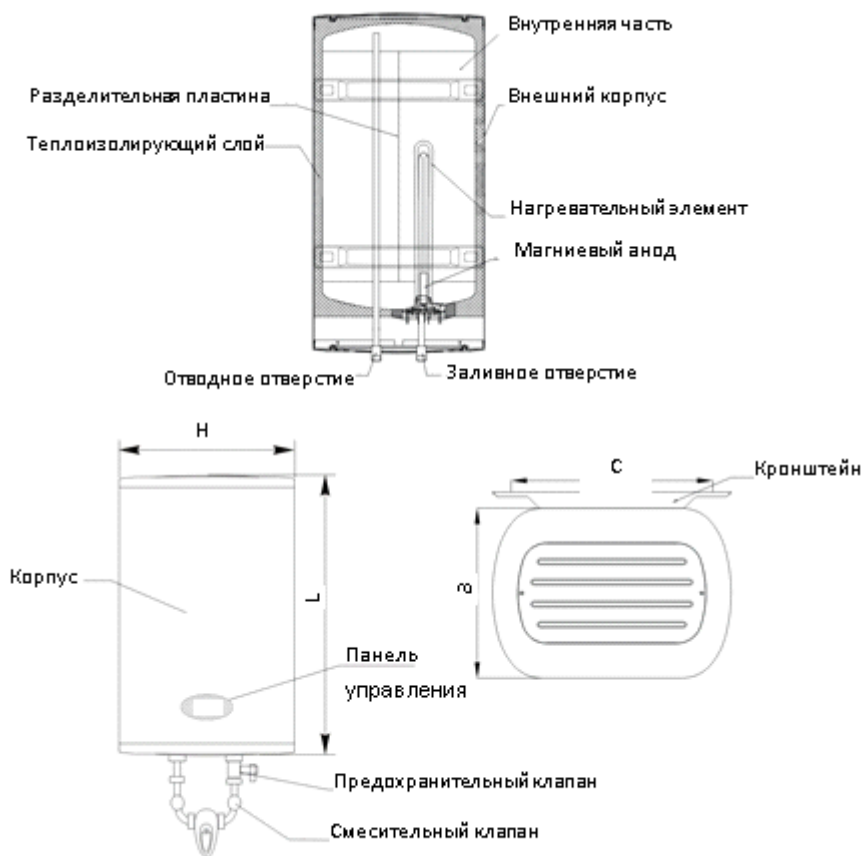 Внутренняя часть
Разделительная пластина
Внешний корпус
Теплоизолирующий слой
Нагревательный элемент
Магниевый анод
Отводное отверстие
Заливное отверстие
H
C
Кронштейн
Корпус
L
B
Панель
управления
Предохранительный клапан
Смесительный клапан